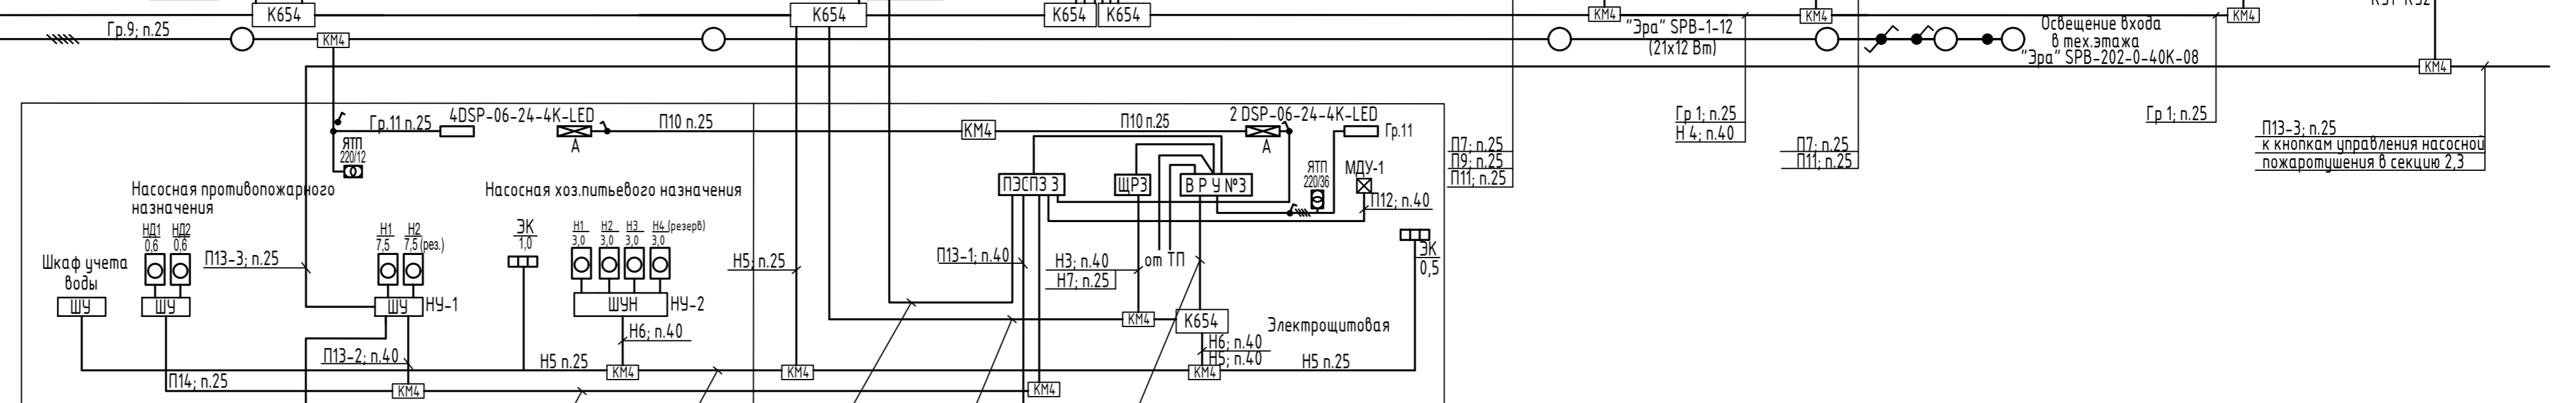 К654
К654
К654
К654
КМ4
КМ4
КМ4
Гр.9; п.25
КМ4
"Эра" SPB-1-12
(21x12 Вт)
Освещение входа
в тех.этажа
"Эра" SPB-202-0-40К-08
КМ4
Гр 1; п.25
Н 4; п.40
Гр 1; п.25
П7; п.25
П9; п.25
П11; п.25
П7; п.25
П11; п.25
П13-3; п.25
к кнопкам управления насосной
пожаротушения в секцию 2,3
Гр.11 п.25
4DSP-06-24-4K-LED
А
П10 п.25
КМ4
П10 п.25
2 DSP-06-24-4K-LED
А
Гр.11
ЯТП
220/12
ПЭСПЗ 3
ЩР3
В Р У №3
ЯТП
220/36
МДУ-1
П12; п.40
Насосная противопожарного
назначения
Насосная хоз.питьевого назначения
НД1
0,6
НД2
0,6
Н1
7,5
Н2
7,5 (рез.)
ЭК
1,0
Н1
3,0
Н2
3,0
Н3
3,0
Н4 (резерв)
3,0
Шкаф учета
воды
П13-3; п.25
Н5; п.25
П13-1; п.40
Н3; п.40
Н7; п.25
от ТП
ЭК
0,5
ШУ
ШУ
ШУ
НУ-1
ШУН
НУ-2
КМ4
К654
Электрощитовая
Н6; п.40
Н6; п.40
Н5; п.40
П13-2; п.40
Н5 п.25
КМ4
КМ4
КМ4
Н5 п.25
П14; п.25
КМ4
КМ4